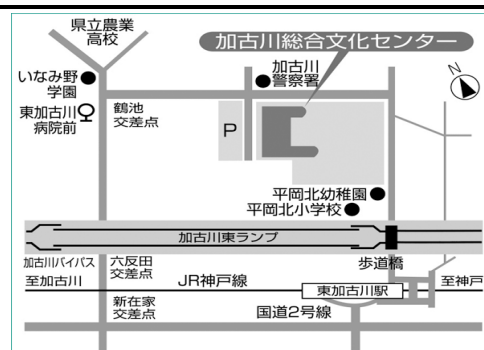 県立農業
高校
加古川総合文化センター
N
いなみ野
学園
加古川
警察署
東加古川
病院前
鶴池
交差点
P
平岡北幼稚園
平岡北小学校
加古川東ランプ
加古川バイパス
六反田
交差点
歩道橋
至加古川
JR神戸線
東加古川駅
至神戸
新在家
交差点
国道2号線